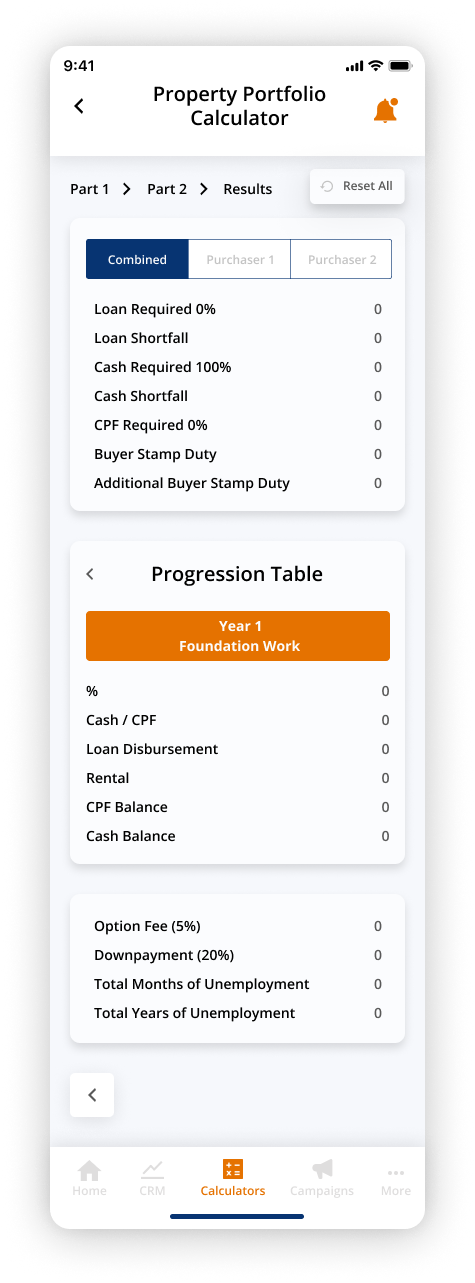 9:41
Property Portfolio
Calculator
Part 1 Part 2 Results Reset All
Combined Purchaser 1 Purchaser 2
Loan Required 0% 0
Loan Shortfall 0
Cash Required 100% 0
Cash Shortfall 0
CPF Required 0% 0
Buyer Stamp Duty 0
Additional Buyer Stamp Duty 0
Progression Table
Year 1
Foundation Work
% 0
Cash / CPF 0
Loan Disbursement 0
Rental 0
CPF Balance 0
Cash Balance 0
Option Fee (5%) 0
Downpayment (20%) 0
Total Months of Unemployment 0
Total Years of Unemployment 0
Home CRM Calculators Campaigns More